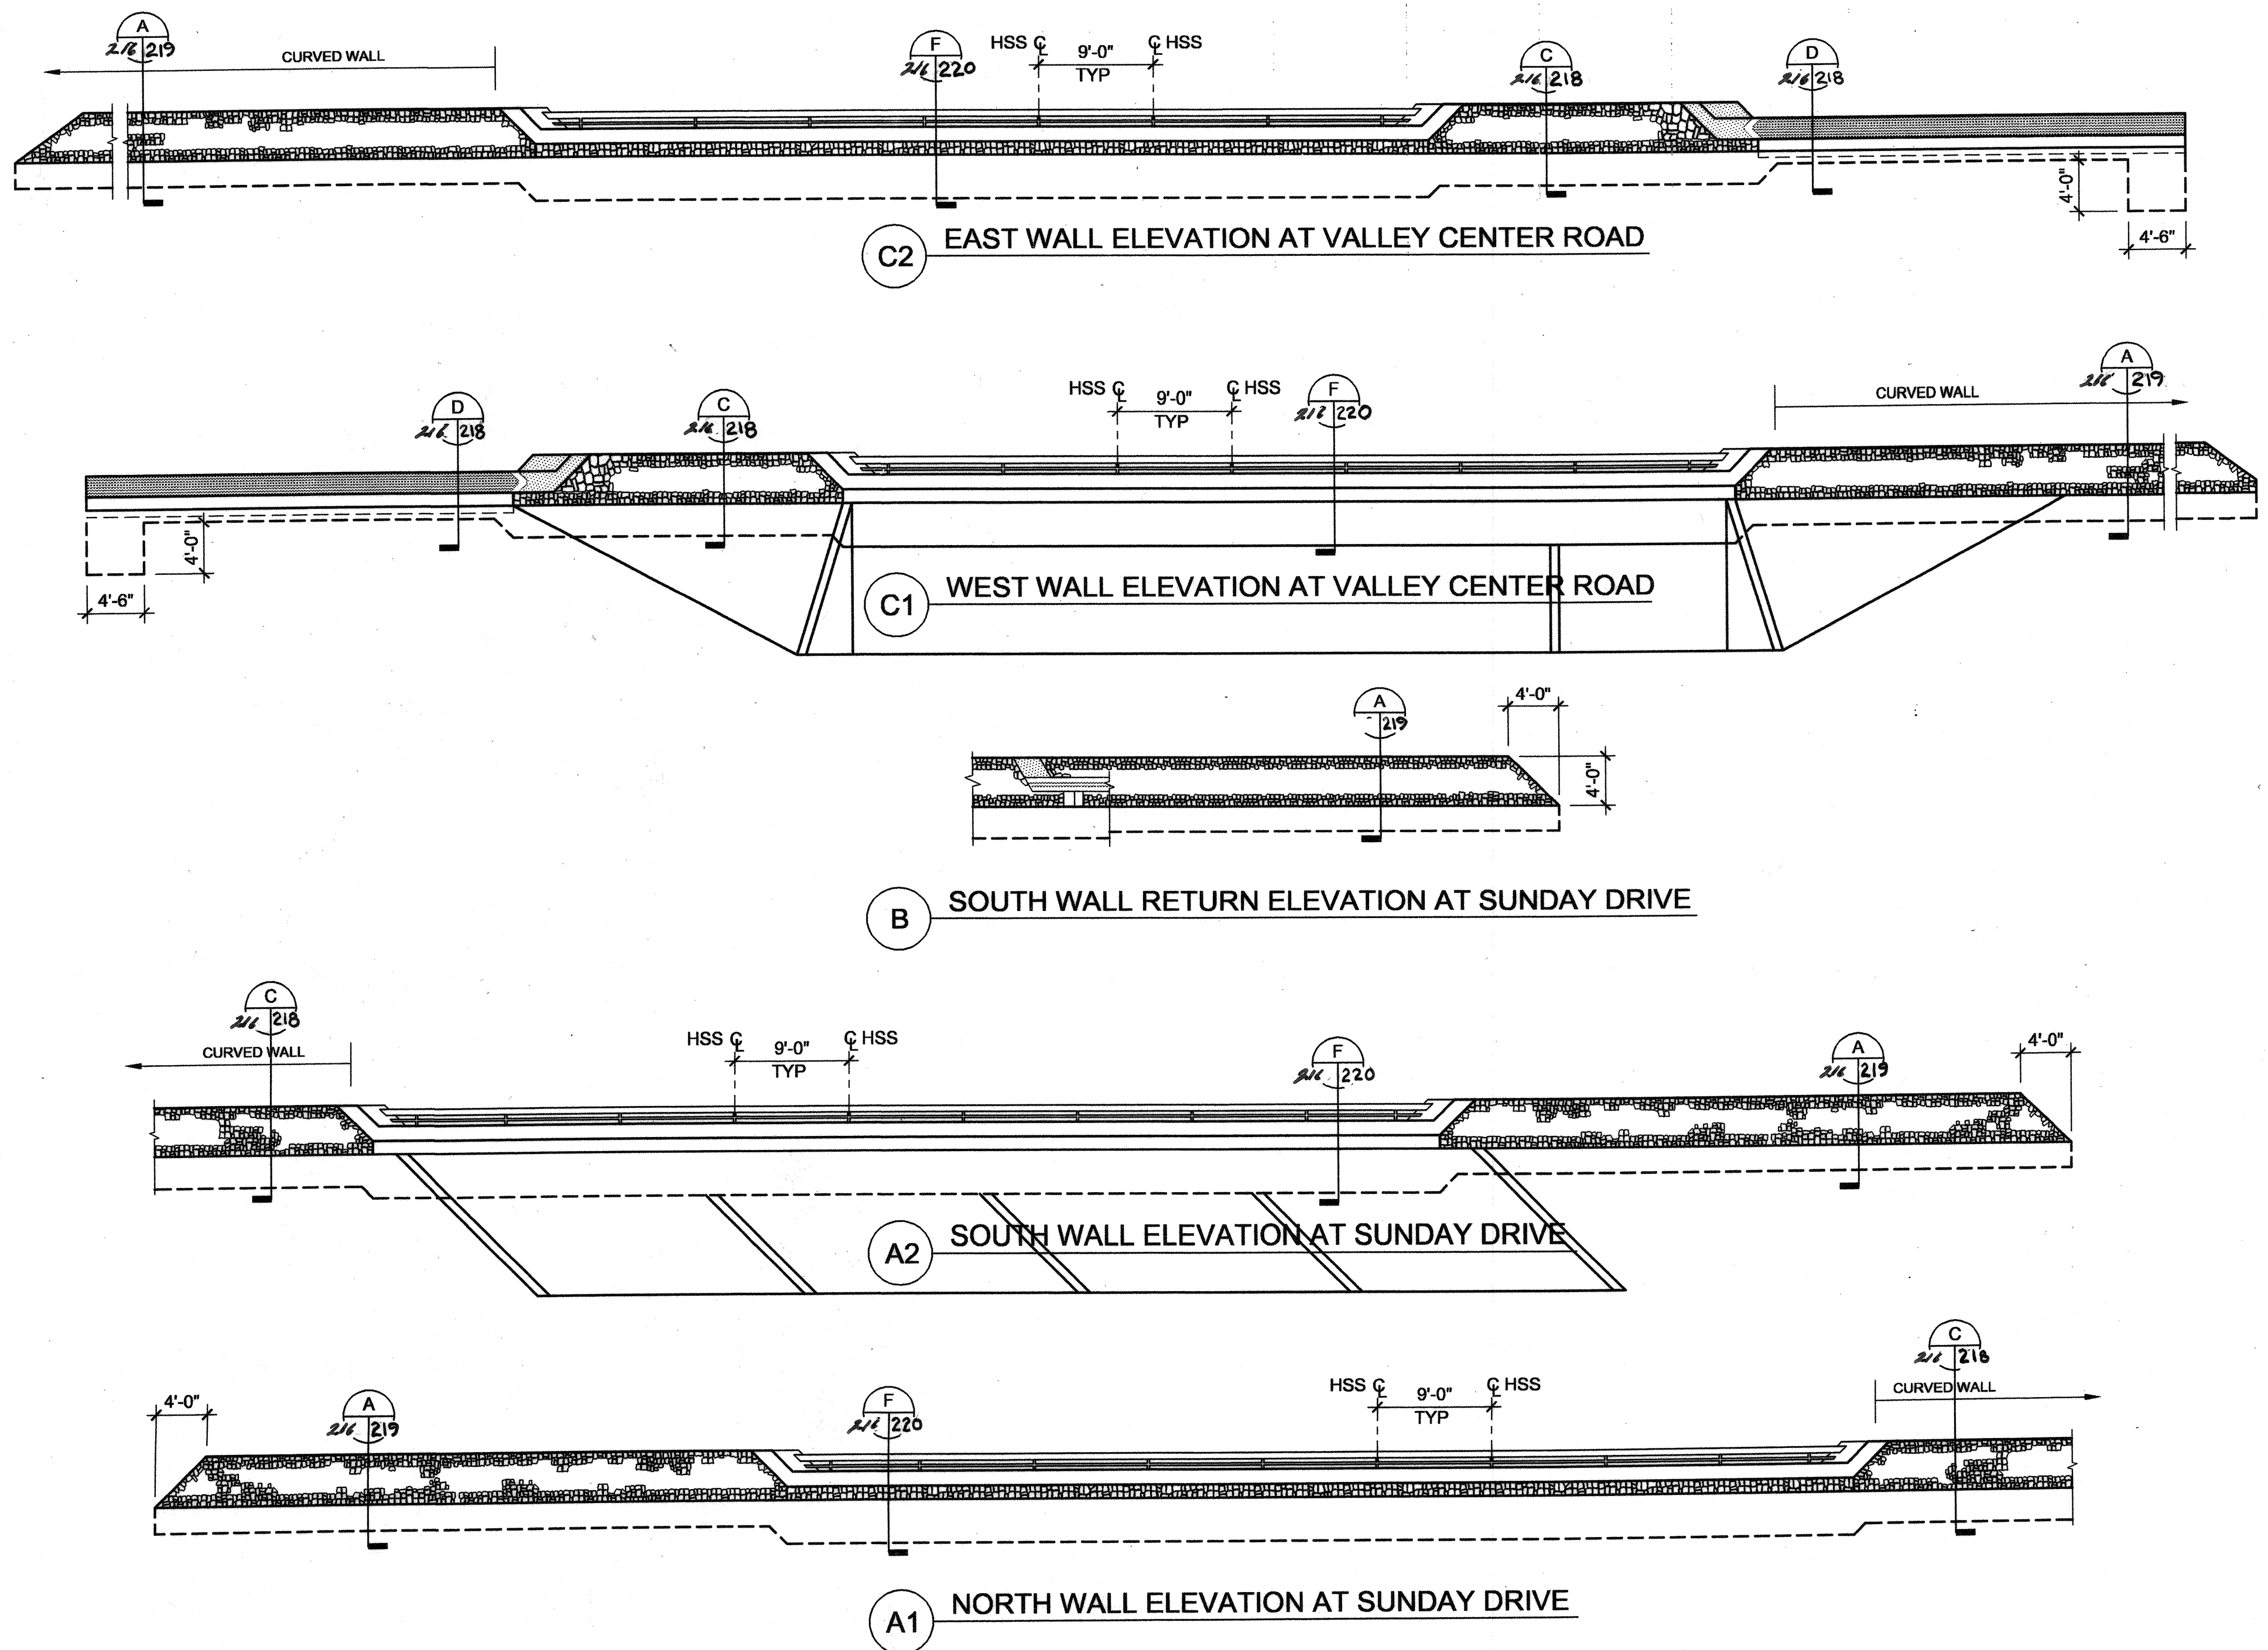 A
216 219
CURVED WALL
F
216 220
HSS ℄
9'-0"
TYP
℄ HSS
C
216 218
D
216 218
4'-0"
4'-6"
C2
EAST WALL ELEVATION AT VALLEY CENTER ROAD
D
216 218
C
216 218
HSS ℄
9'-0"
TYP
℄ HSS
F
216 220
CURVED WALL
A
216 219
4'-0"
4'-6"
C1
WEST WALL ELEVATION AT VALLEY CENTER ROAD
A
219
4'-0"
4'-0"
B
SOUTH WALL RETURN ELEVATION AT SUNDAY DRIVE
C
216 218
CURVED WALL
HSS ℄
9'-0"
TYP
℄ HSS
F
216 220
A
216 219
4'-0"
A2
SOUTH WALL ELEVATION AT SUNDAY DRIVE
4'-0"
A
216 219
F
216 220
HSS ℄
9'-0"
TYP
℄ HSS
C
216 218
CURVED WALL
A1
NORTH WALL ELEVATION AT SUNDAY DRIVE